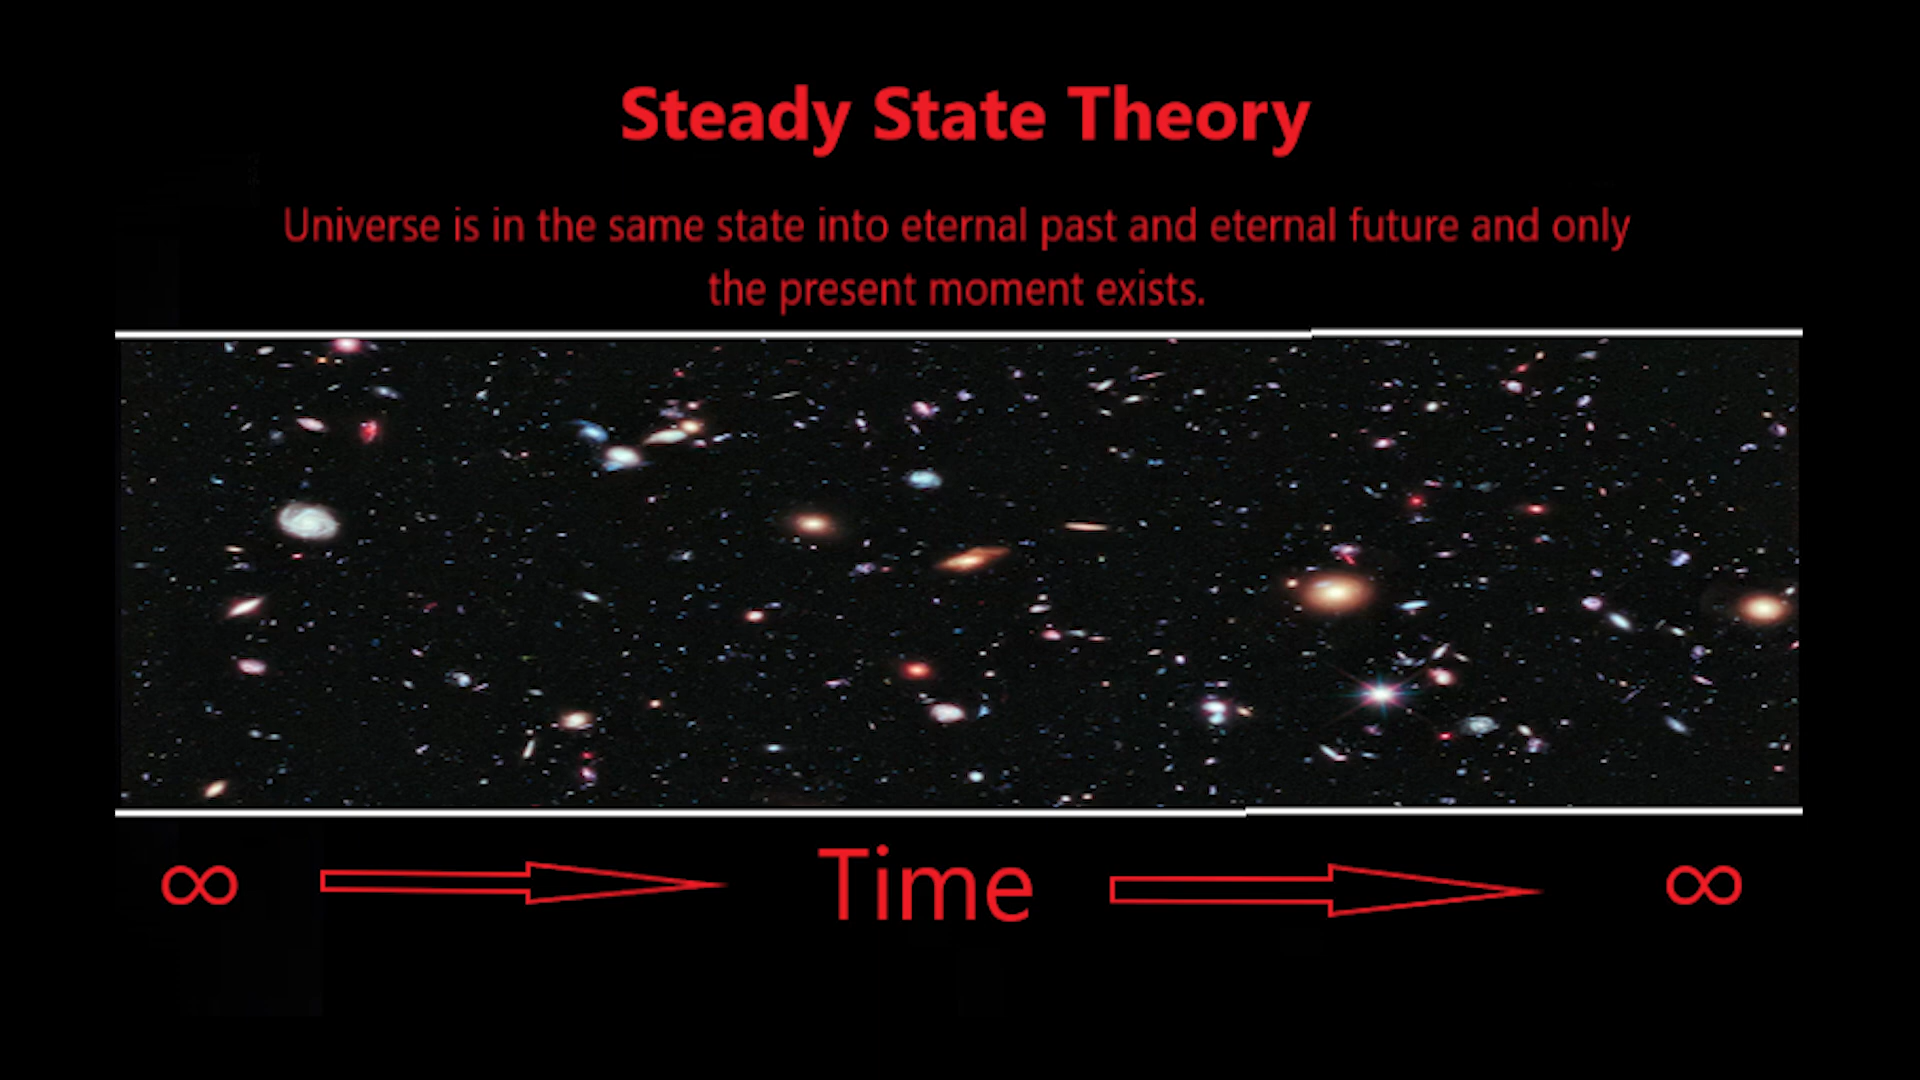 Steady State Theory
Universe is in the same state into eternal past and eternal future and only
the present moment exists.
∞ Time ∞